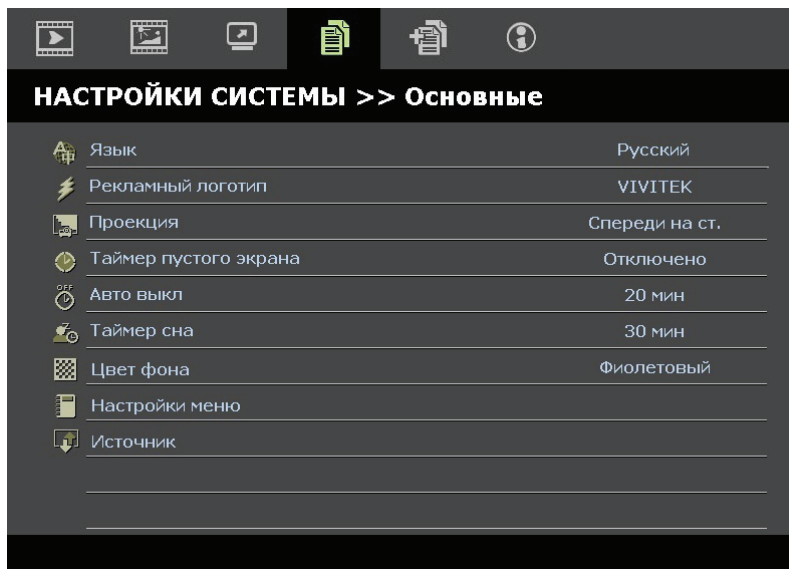 НАСТРОЙКИ СИСТЕМЫ >> Основные
Язык Русский
Рекламный логотип VIVITEK
Проекция Спереди на ст.
Таймер пустого экрана Отключено
OFF
Авто выкл 20 мин
Таймер сна 30 мин
Цвет фона Фиолетовый
Настройки меню
Источник